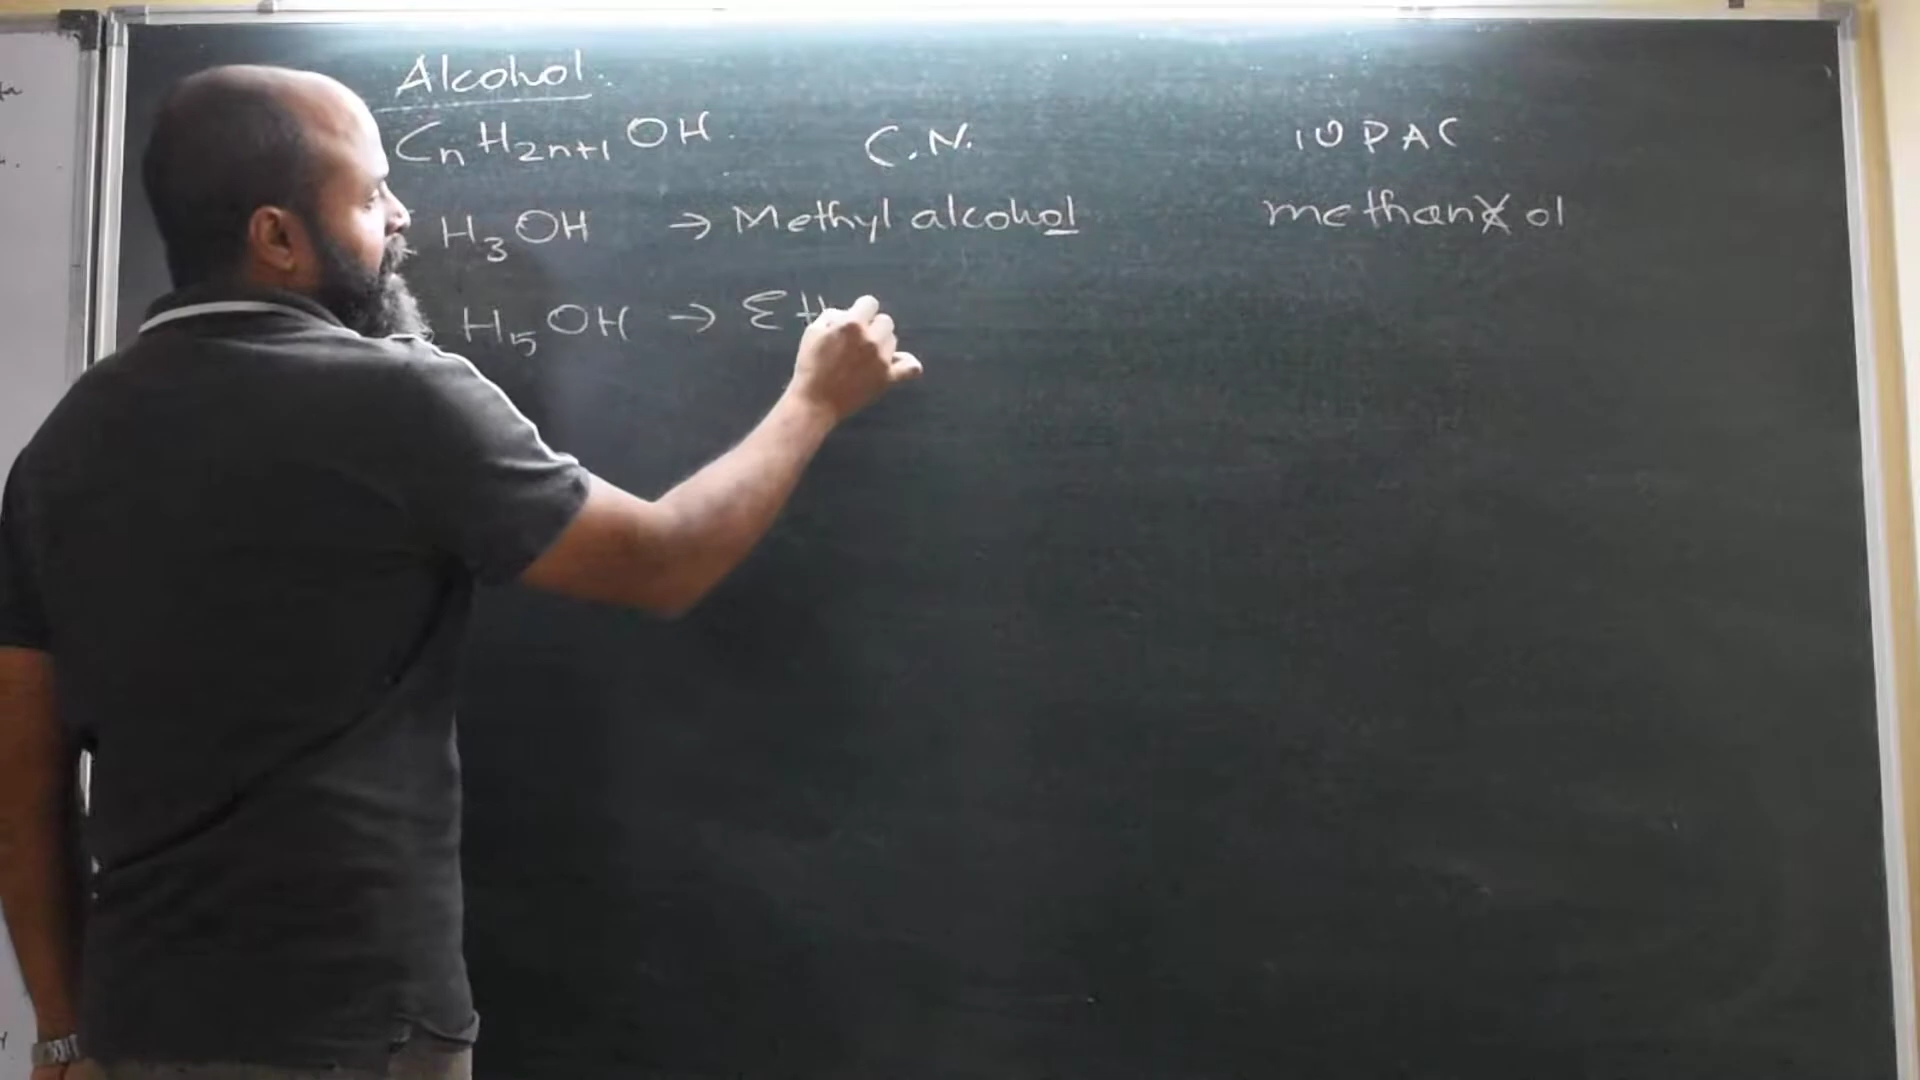 Alcohol.
CnH2n+1OH. C.N. IUPAC
H3OH → Methyl alcohol methanol
H5OH → Eth